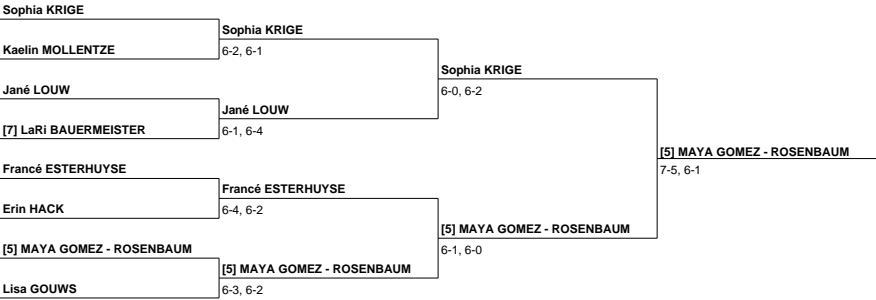 Sophia KRIGE
Sophia KRIGE
Kaelin MOLLENTZE
6-2, 6-1
Sophia KRIGE
Jané LOUW
6-0, 6-2
Jané LOUW
[7] LaRi BAUERMEISTER
6-1, 6-4
[5] MAYA GOMEZ - ROSENBAUM
Francé ESTERHUYSE
7-5, 6-1
Francé ESTERHUYSE
Erin HACK
6-4, 6-2
[5] MAYA GOMEZ - ROSENBAUM
[5] MAYA GOMEZ - ROSENBAUM
6-1, 6-0
[5] MAYA GOMEZ - ROSENBAUM
Lisa GOUWS
6-3, 6-2